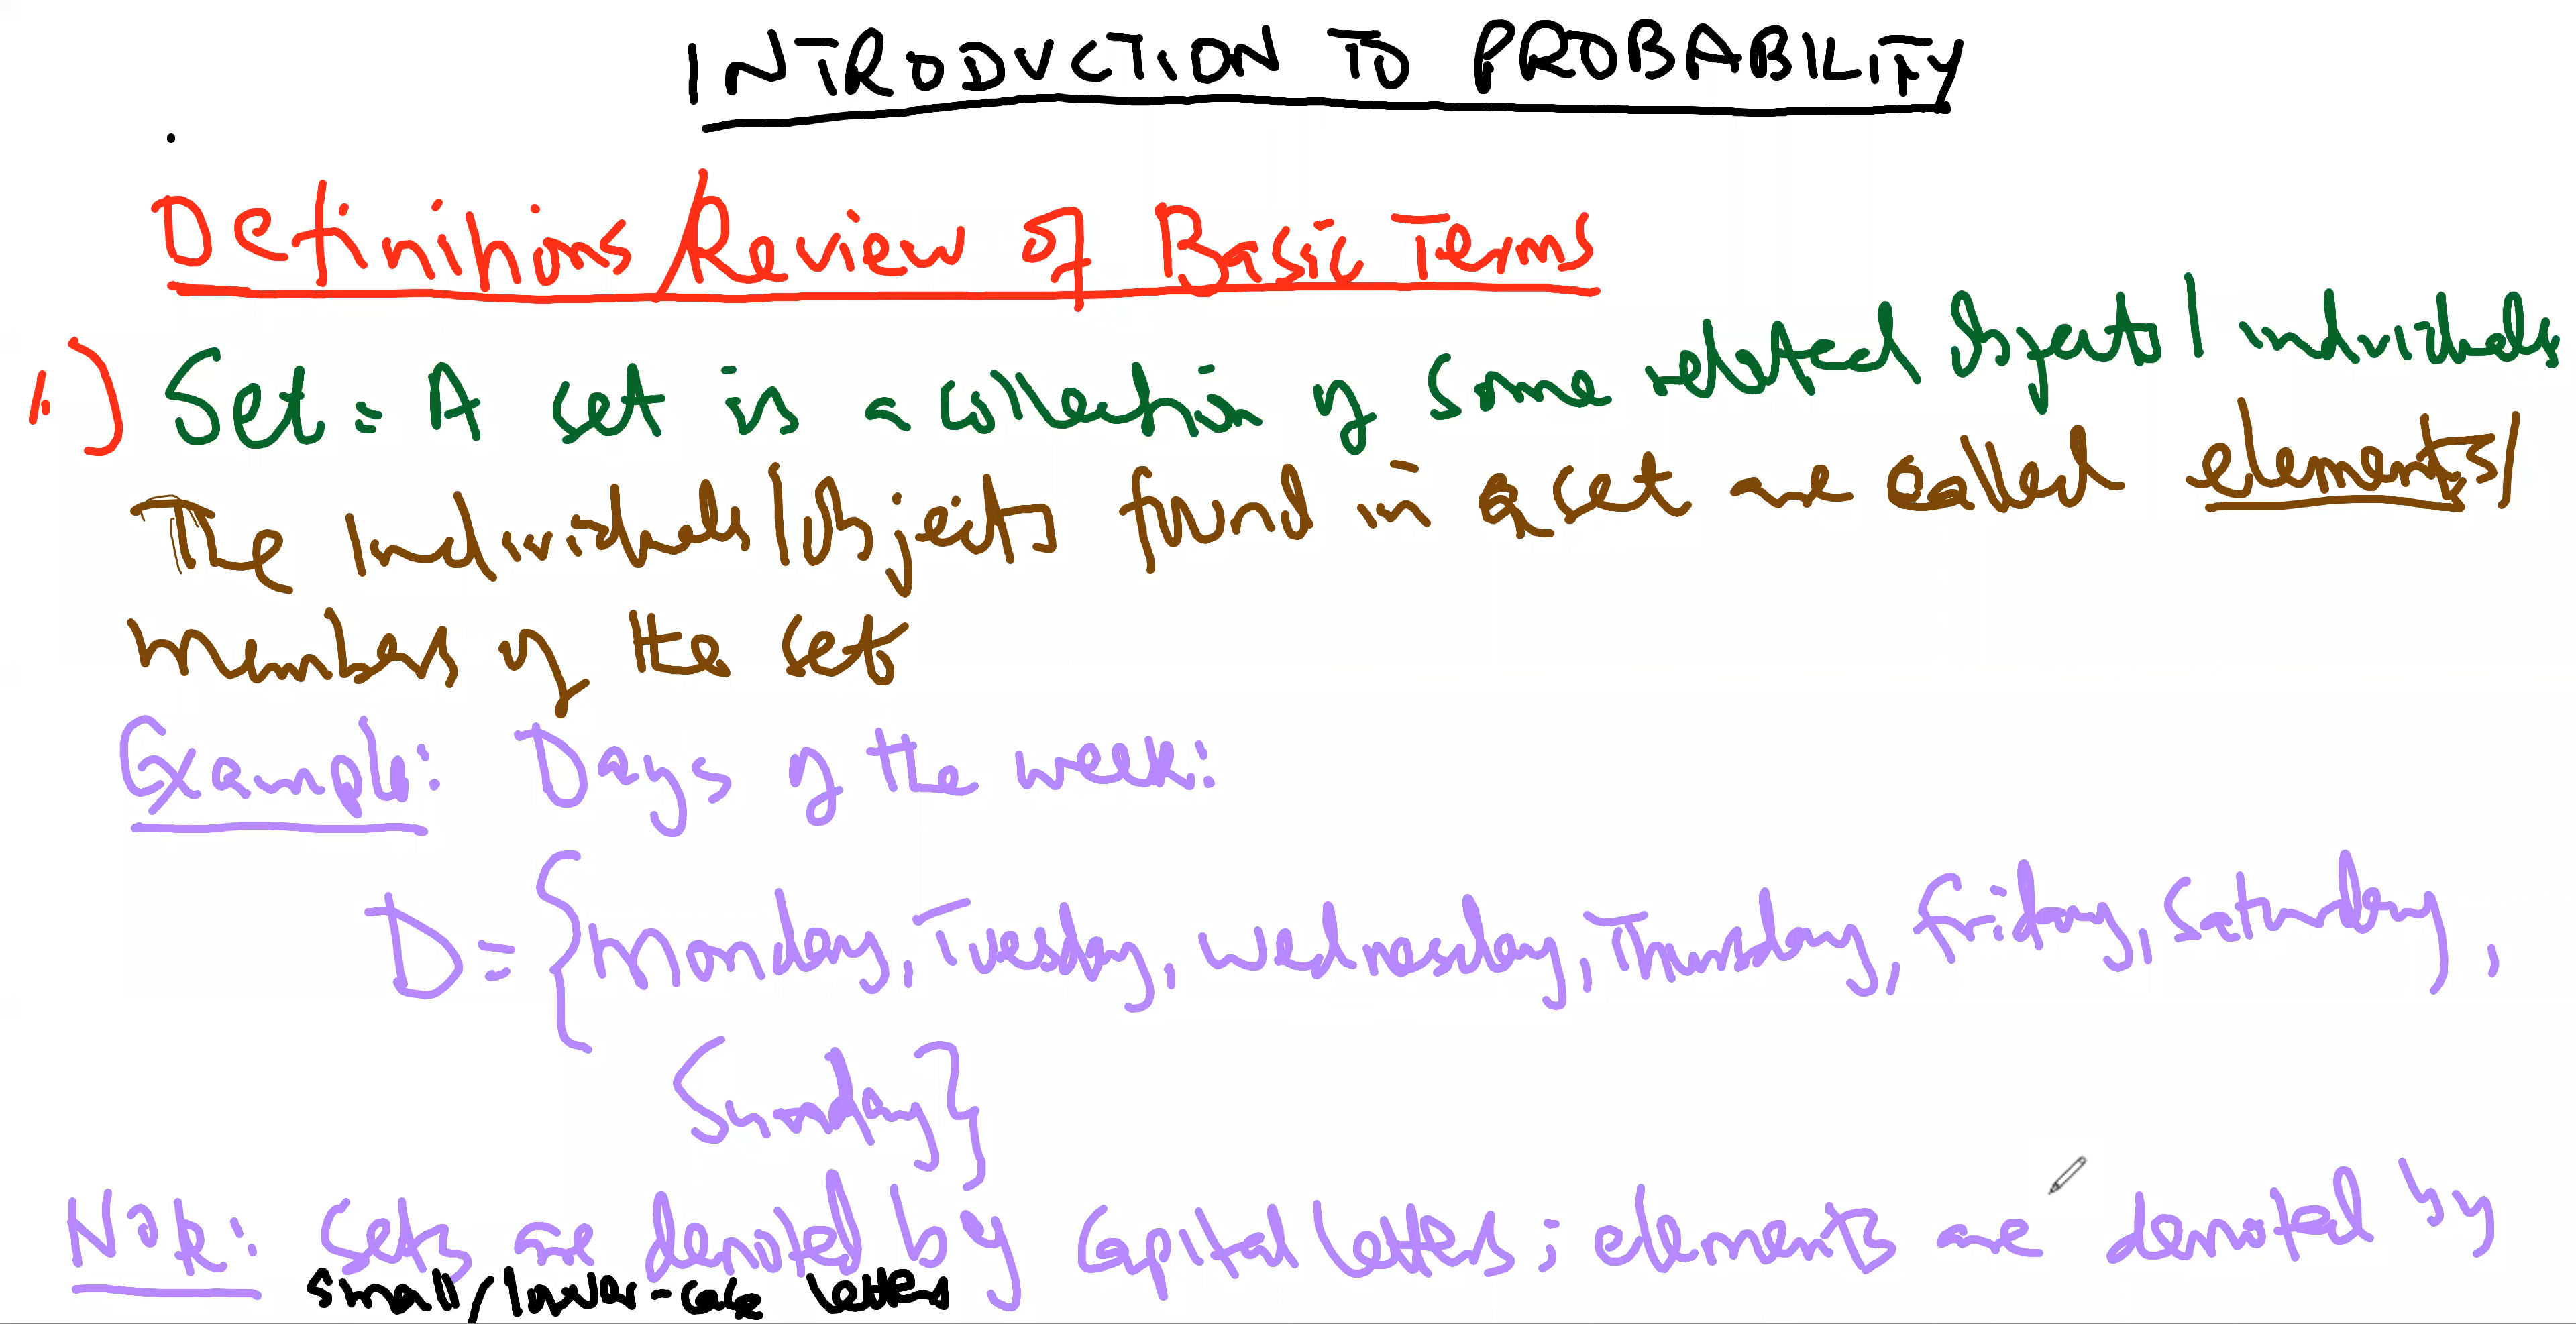 INTRODUCTION TO PROBABILITY
Definitions/Review of Basic Terms
1.) Set = A set is a collection of some related objects/individuals
The Individuals/Objects found in a set are called elements/
members of the set
Example: Days of the week:
D = {Monday, Tuesday, Wednesday, Thursday, Friday, Saturday,
Sunday}
Note: Sets are denoted by Capital letters; elements are denoted by
small/lower-case letters